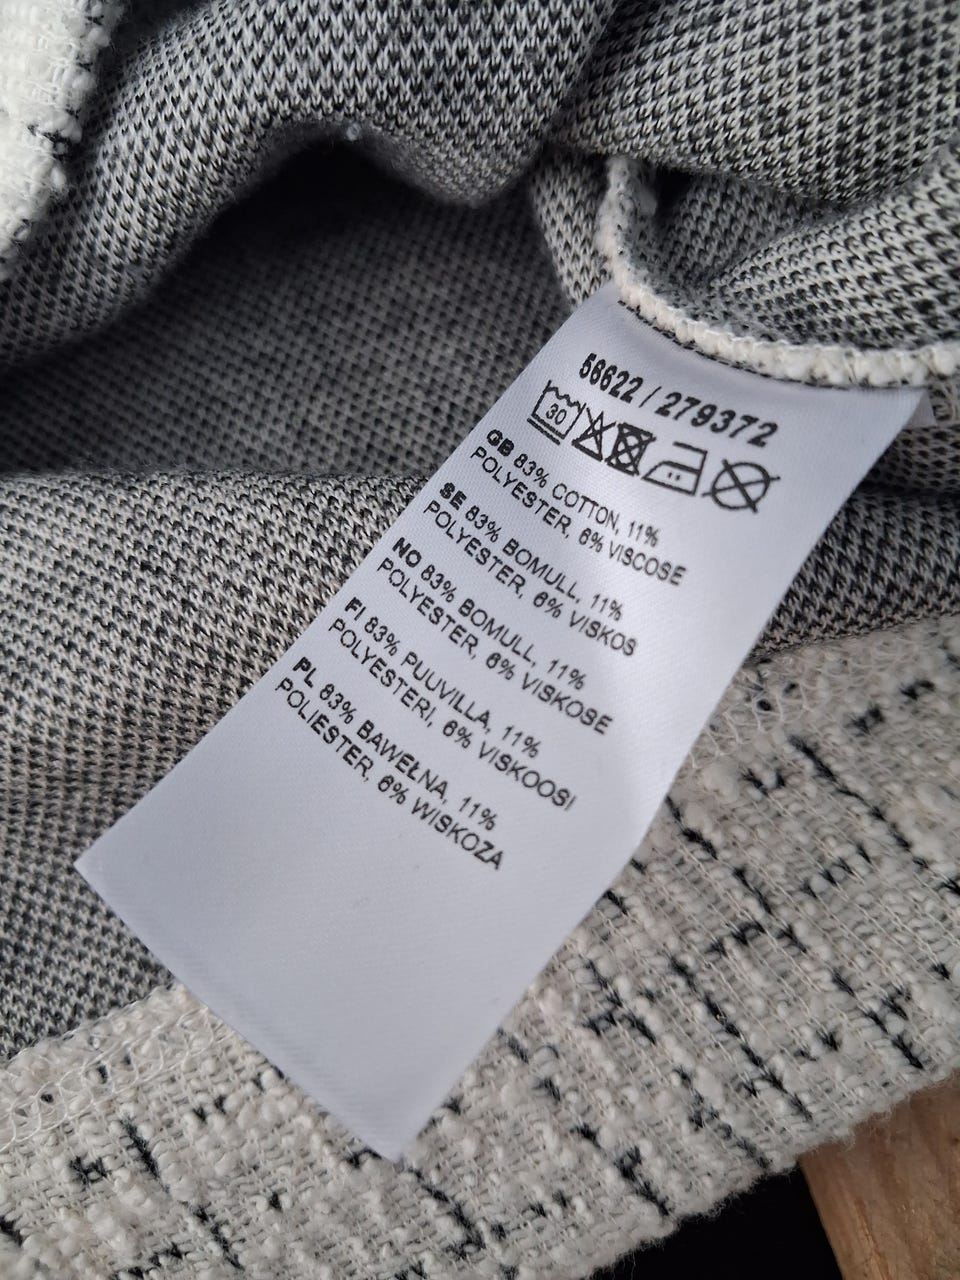 56622 / 279372
30
GB 83% COTTON, 11%
POLYESTER, 6% VISCOSE
SE 83% BOMULL, 11%
POLYESTER, 6% VISKOS
NO 83% BOMULL, 11%
POLYESTER, 6% VISKOSE
FI 83% PUUVILLA, 11%
POLYESTERI, 6% VISKOOSI
PL 83% BAWEŁNA, 11%
POLIESTER, 6% WISKOZA